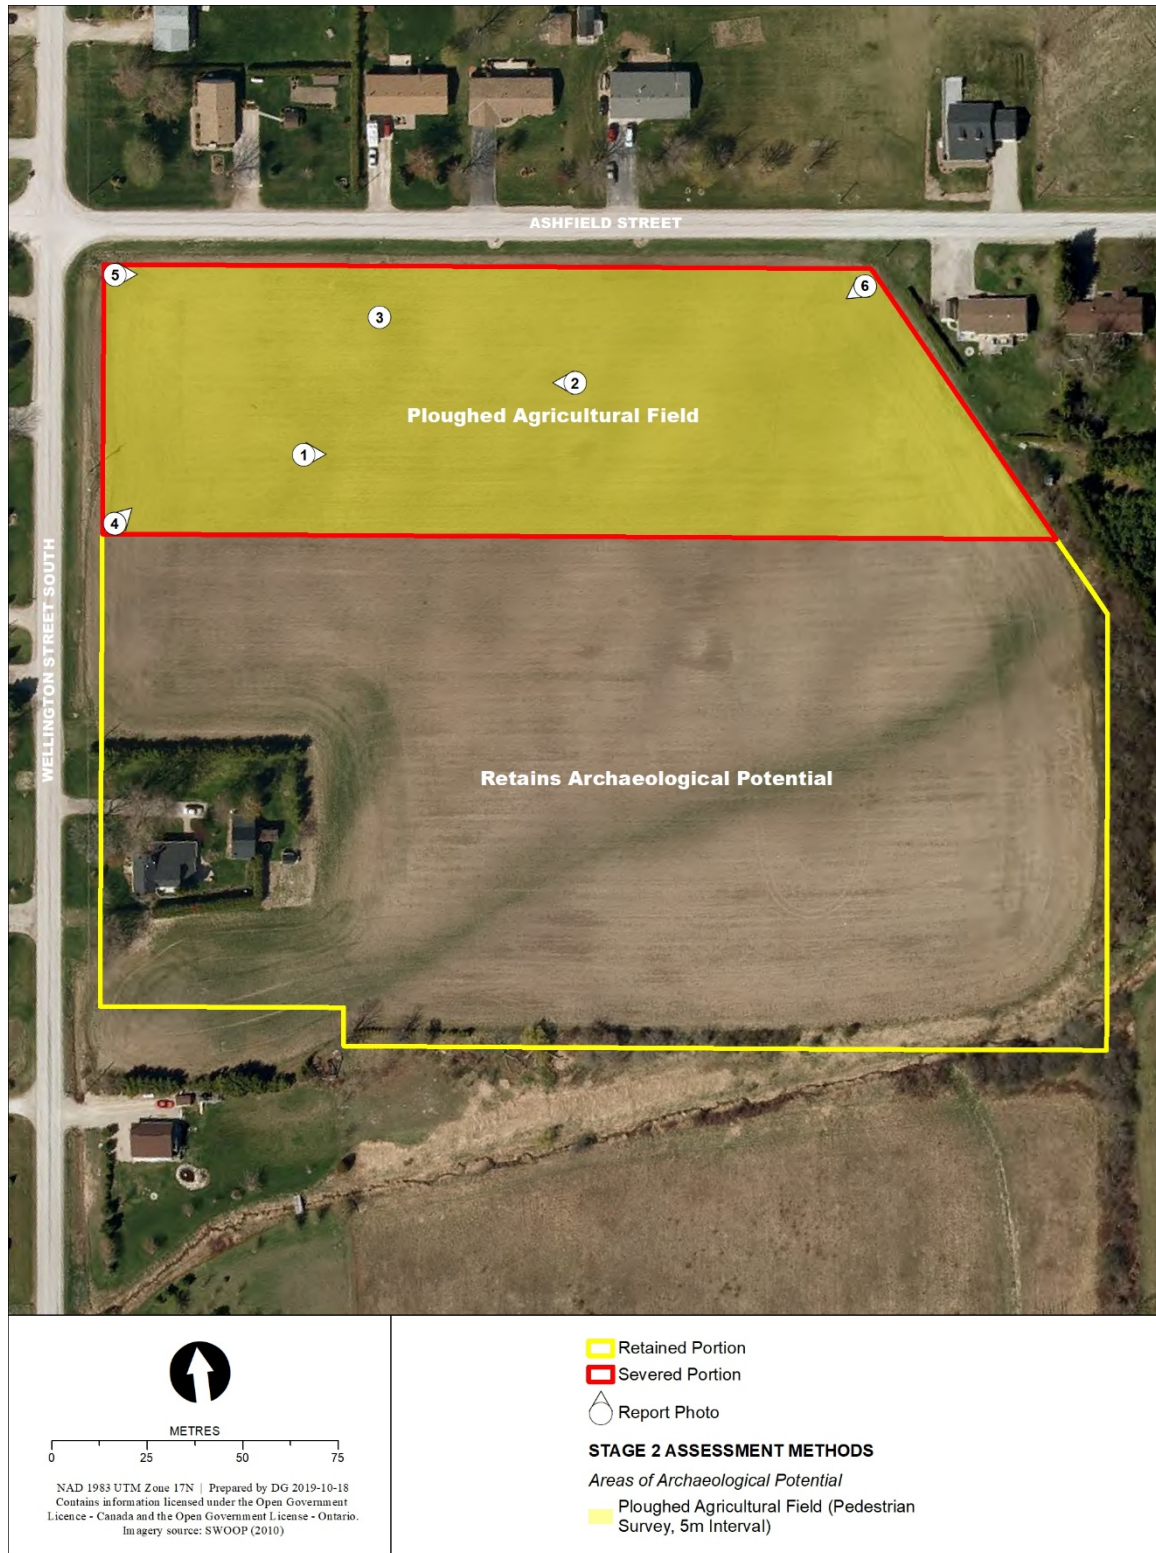 ASHFIELD STREET
5
6
3
2
Ploughed Agricultural Field
1
4
WELLINGTON STREET SOUTH
Retains Archaeological Potential
METRES
0 25 50 75
NAD 1983 UTM Zone 17N | Prepared by DG 2019-10-18
Contains information licensed under the Open Government
Licence - Canada and the Open Government License - Ontario.
Imagery source: SWOOP (2010)
Retained Portion
Severed Portion
Report Photo
STAGE 2 ASSESSMENT METHODS
Areas of Archaeological Potential
Ploughed Agricultural Field (Pedestrian
Survey, 5m Interval)